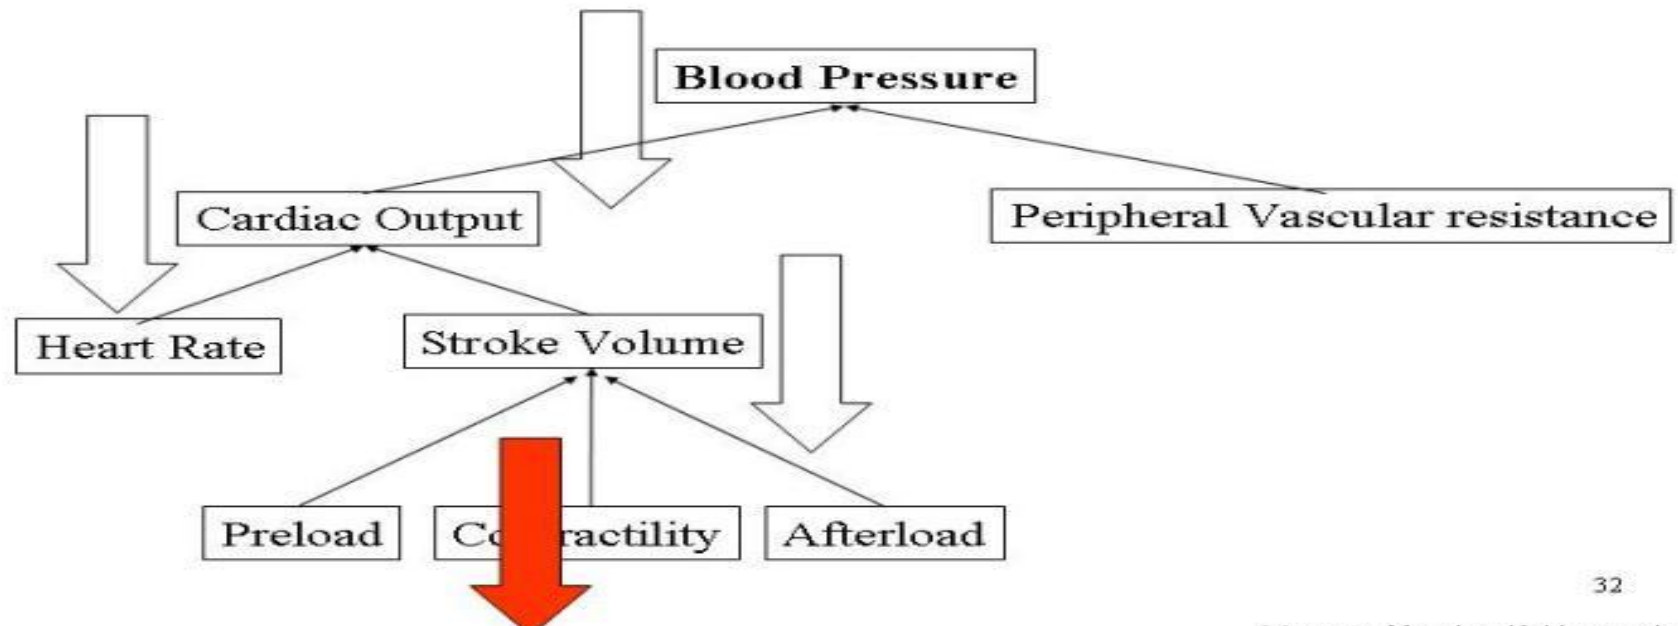 Blood Pressure
Cardiac Output
Peripheral Vascular resistance
Heart Rate
Stroke Volume
Preload
Afterload
32